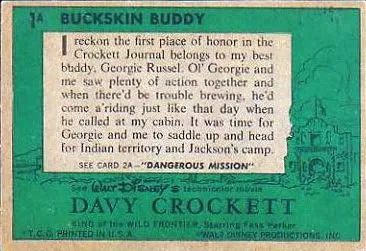 1A BUCKSKIN BUDDY
I reckon the first place of honor in the
Crockett Journal belongs to my best
buddy, Georgie Russel. Ol' Georgie and
me saw plenty of action together and
when there'd be trouble brewing, he'd
come a'riding just like that day when
he called at my cabin. It was time for
Georgie and me to saddle up and head
for Indian territory and Jackson's camp.
SEE CARD 2A—"DANGEROUS MISSION"
See Walt Disney's technicolor movie
DAVY CROCKETT
KING of the WILD FRONTIER, Starring Fess Parker
©T.C.G. PRINTED IN U.S.A. ©WALT DISNEY PRODUCTIONS, INC.